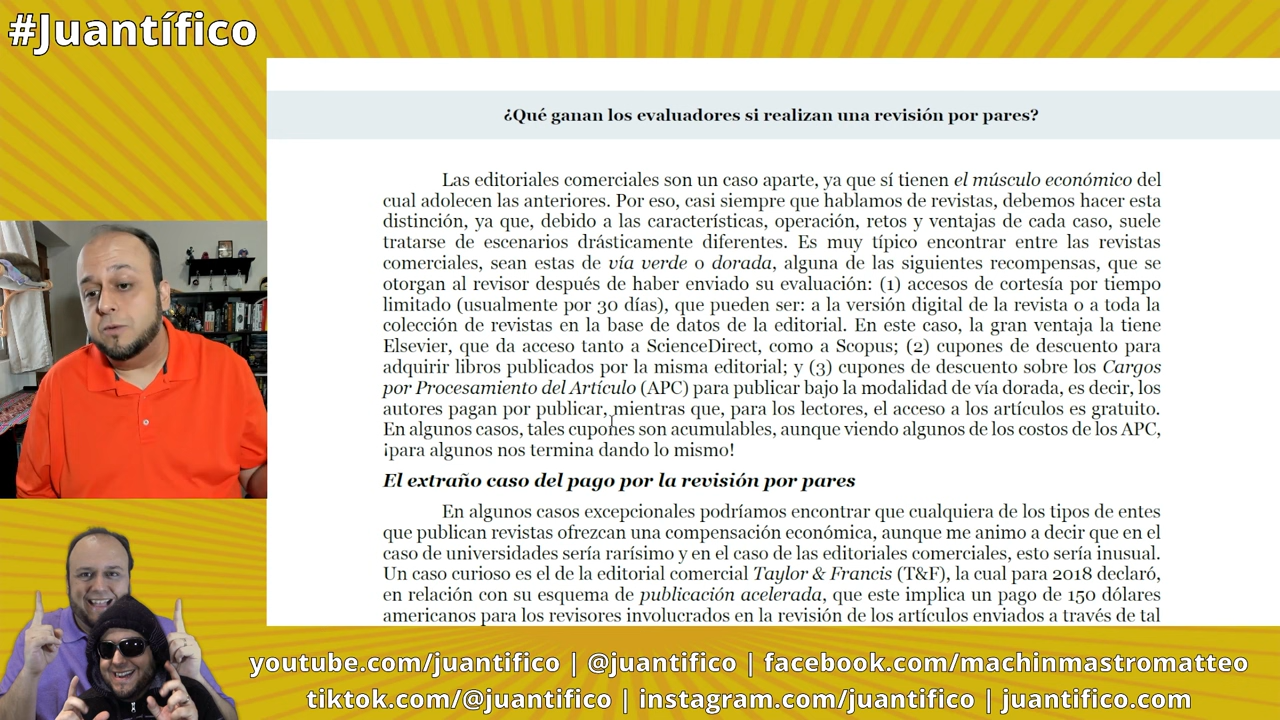 #Juantífico
¿Qué ganan los evaluadores si realizan una revisión por pares?
Las editoriales comerciales son un caso aparte, ya que sí tienen el músculo económico del
cual adolecen las anteriores. Por eso, casi siempre que hablamos de revistas, debemos hacer esta
distinción, ya que, debido a las características, operación, retos y ventajas de cada caso, suele
tratarse de escenarios drásticamente diferentes. Es muy típico encontrar entre las revistas
comerciales, sean estas de vía verde o dorada, alguna de las siguientes recompensas, que se
otorgan al revisor después de haber enviado su evaluación: (1) accesos de cortesía por tiempo
limitado (usualmente por 30 días), que pueden ser: a la versión digital de la revista o a toda la
colección de revistas en la base de datos de la editorial. En este caso, la gran ventaja la tiene
Elsevier, que da acceso tanto a ScienceDirect, como a Scopus; (2) cupones de descuento para
adquirir libros publicados por la misma editorial; y (3) cupones de descuento sobre los Cargos
por Procesamiento del Artículo (APC) para publicar bajo la modalidad de vía dorada, es decir, los
autores pagan por publicar, mientras que, para los lectores, el acceso a los artículos es gratuito.
En algunos casos, tales cupones son acumulables, aunque viendo algunos de los costos de los APC,
¡para algunos nos termina dando lo mismo!
El extraño caso del pago por la revisión por pares
En algunos casos excepcionales podríamos encontrar que cualquiera de los tipos de entes
que publican revistas ofrezcan una compensación económica, aunque me animo a decir que en el
caso de universidades sería rarísimo y en el caso de las editoriales comerciales, esto sería inusual.
Un caso curioso es el de la editorial comercial Taylor & Francis (T&F), la cual para 2018 declaró,
en relación con su esquema de publicación acelerada, que este implica un pago de 150 dólares
americanos para los revisores involucrados en la revisión de los artículos enviados a través de tal
youtube.com/juantifico | @juantifico | facebook.com/machinmastromatteo
tiktok.com/@juantifico | instagram.com/juantifico | juantifico.com